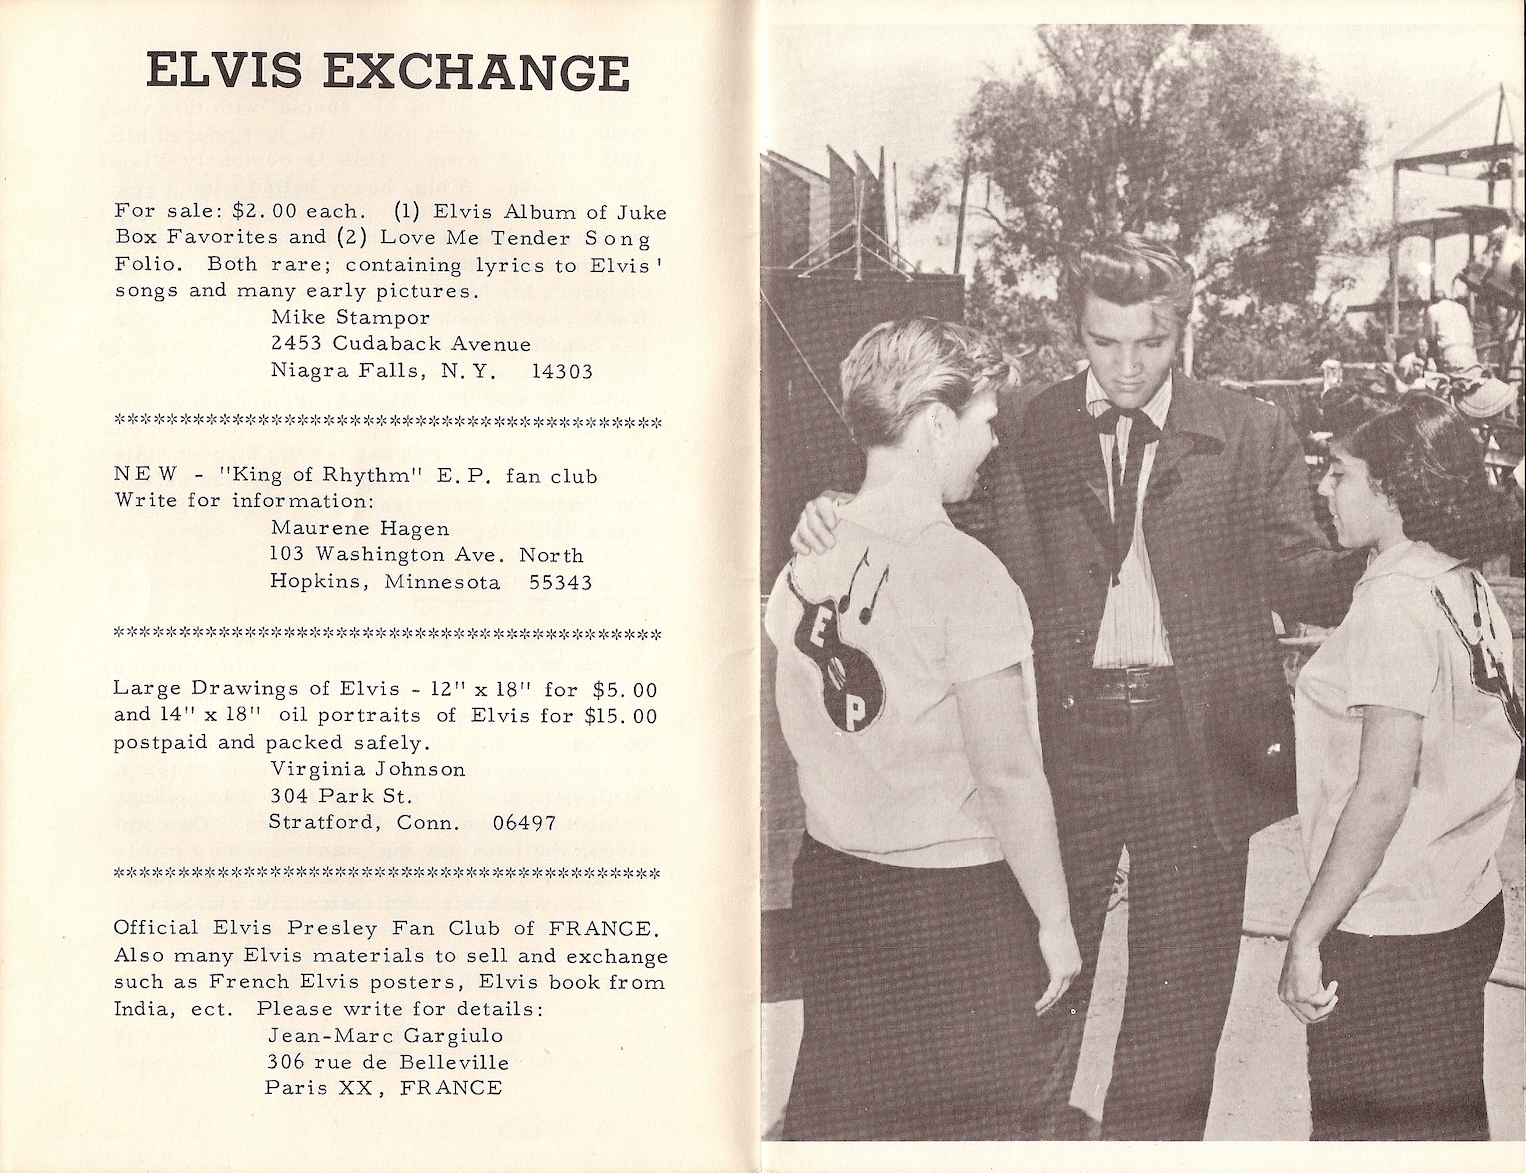 ELVIS EXCHANGE
For sale: $2.00 each. (1) Elvis Album of Juke
Box Favorites and (2) Love Me Tender Song
Folio. Both rare; containing lyrics to Elvis'
songs and many early pictures.
Mike Stampor
2453 Cudaback Avenue
Niagra Falls, N.Y. 14303
******************************************
NEW - "King of Rhythm" E.P. fan club
Write for information:
Maurene Hagen
103 Washington Ave. North
Hopkins, Minnesota 55343
******************************************
Large Drawings of Elvis - 12" x 18" for $5.00
and 14" x 18" oil portraits of Elvis for $15.00
postpaid and packed safely.
Virginia Johnson
304 Park St.
Stratford, Conn. 06497
******************************************
Official Elvis Presley Fan Club of FRANCE.
Also many Elvis materials to sell and exchange
such as French Elvis posters, Elvis book from
India, ect. Please write for details:
Jean-Marc Gargiulo
306 rue de Belleville
Paris XX, FRANCE
E
P
E